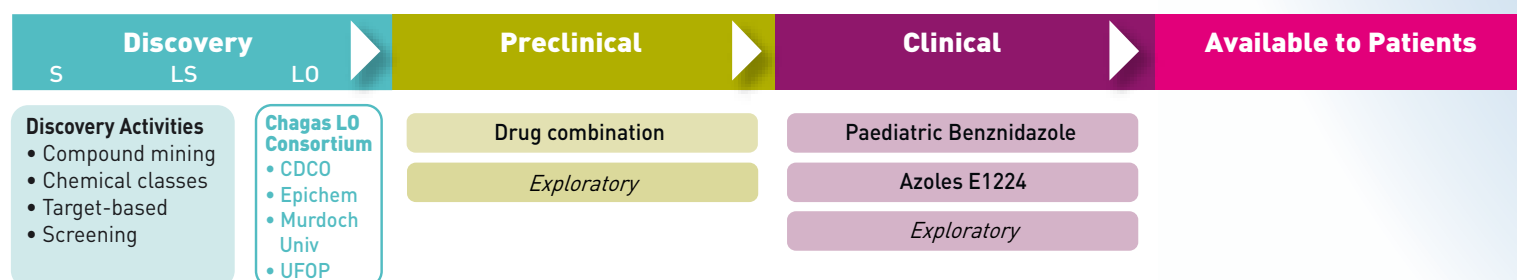 Discovery
S LS LO
Preclinical
Clinical
Available to Patients
Discovery Activities
• Compound mining
• Chemical classes
• Target-based
• Screening
Chagas LO
Consortium
• CDCO
• Epichem
• Murdoch
Univ
• UFOP
Drug combination
Exploratory
Paediatric Benznidazole
Azoles E1224
Exploratory